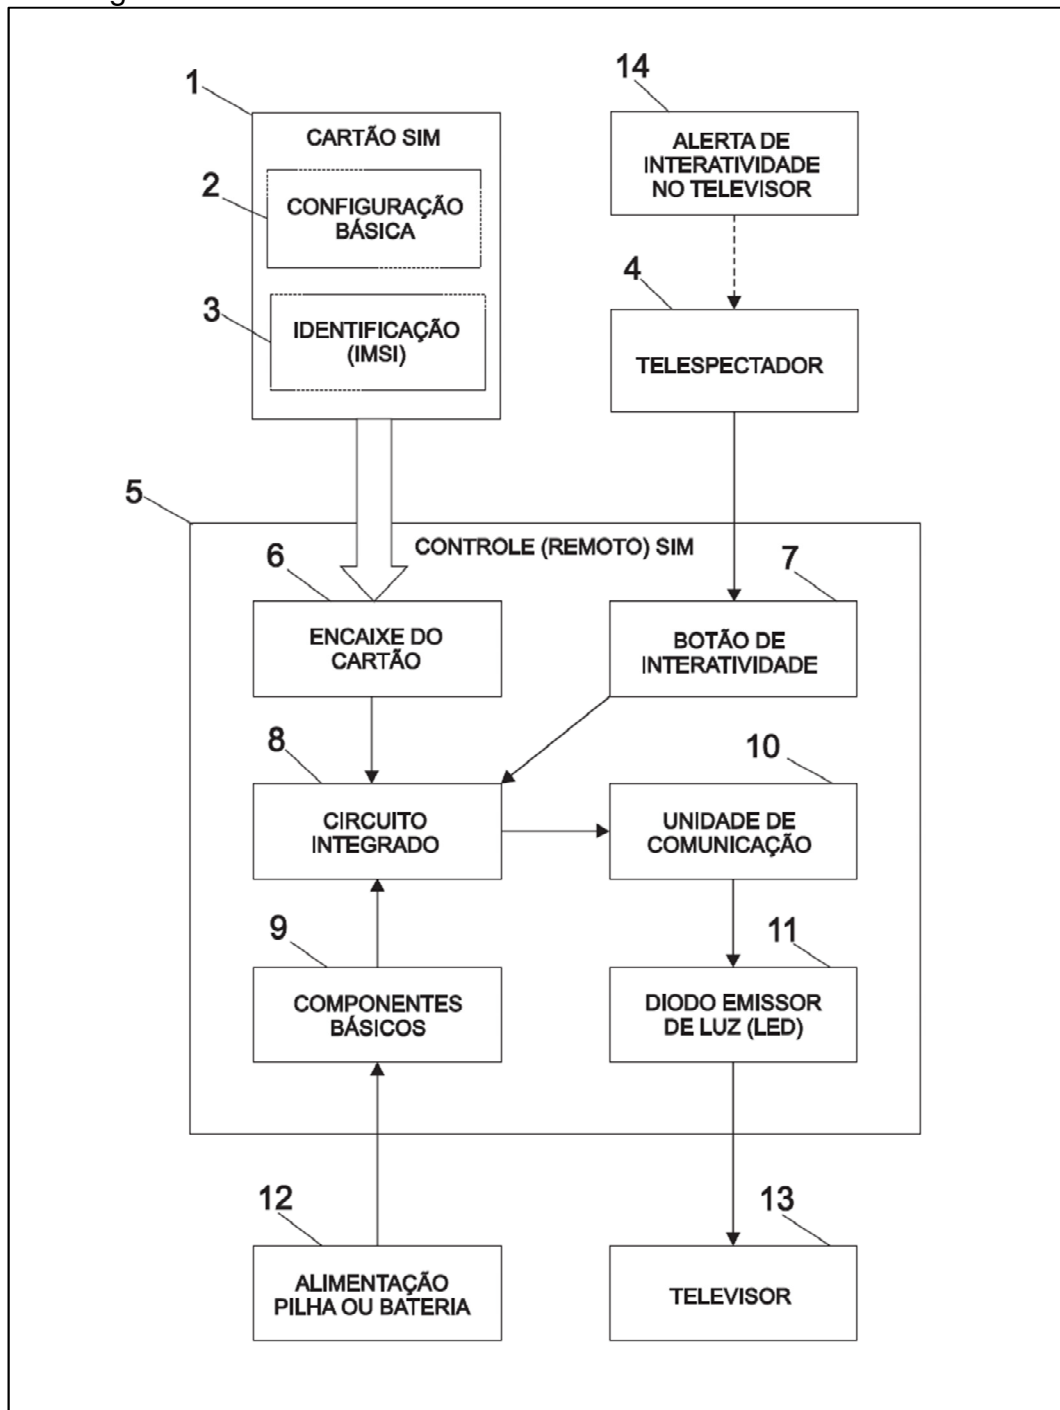 1
CARTÃO SIM
2
CONFIGURAÇÃO
BÁSICA
3
IDENTIFICAÇÃO
(IMSI)
14
ALERTA DE
INTERATIVIDADE
NO TELEVISOR
4
TELESPECTADOR
5
CONTROLE (REMOTO) SIM
6
ENCAIXE DO
CARTÃO
7
BOTÃO DE
INTERATIVIDADE
8
CIRCUITO
INTEGRADO
10
UNIDADE DE
COMUNICAÇÃO
9
COMPONENTES
BÁSICOS
11
DIODO EMISSOR
DE LUZ (LED)
12
ALIMENTAÇÃO
PILHA OU BATERIA
13
TELEVISOR